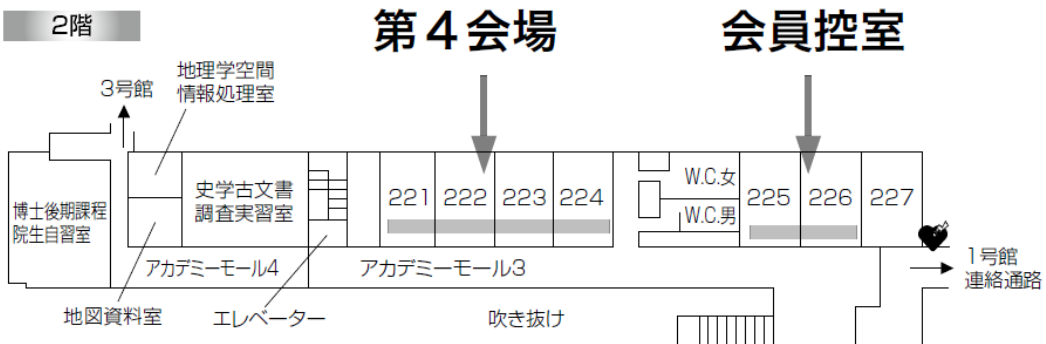 2階
第4会場
会員控室
地理学空間
情報処理室
3号館
博士後期課程
院生自習室
史学古文書
調査実習室
221
222
223
224
W.C.女
W.C.男
225
226
227
アカデミーモール4
アカデミーモール3
1号館
連絡通路
地図資料室
エレベーター
吹き抜け